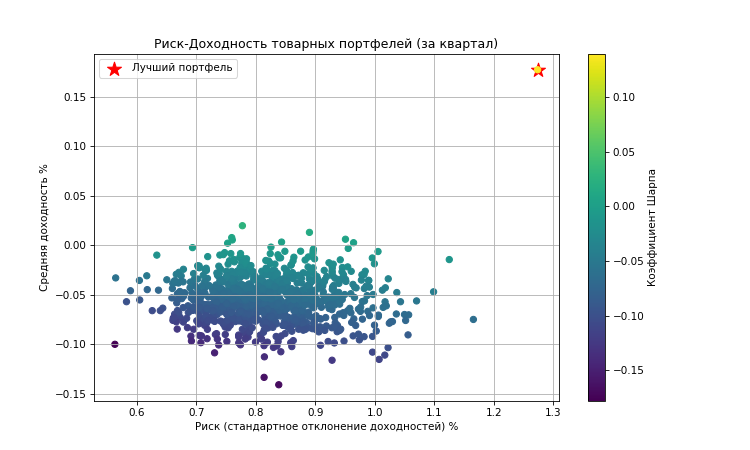 Риск-Доходность товарных портфелей (за квартал)
Лучший портфель
Средняя доходность %
0.15
0.10
0.05
0.00
−0.05
−0.10
−0.15
0.6 0.7 0.8 0.9 1.0 1.1 1.2 1.3
Риск (стандартное отклонение доходностей) %
0.10
0.05
0.00
−0.05
−0.10
−0.15
Коэффициент Шарпа